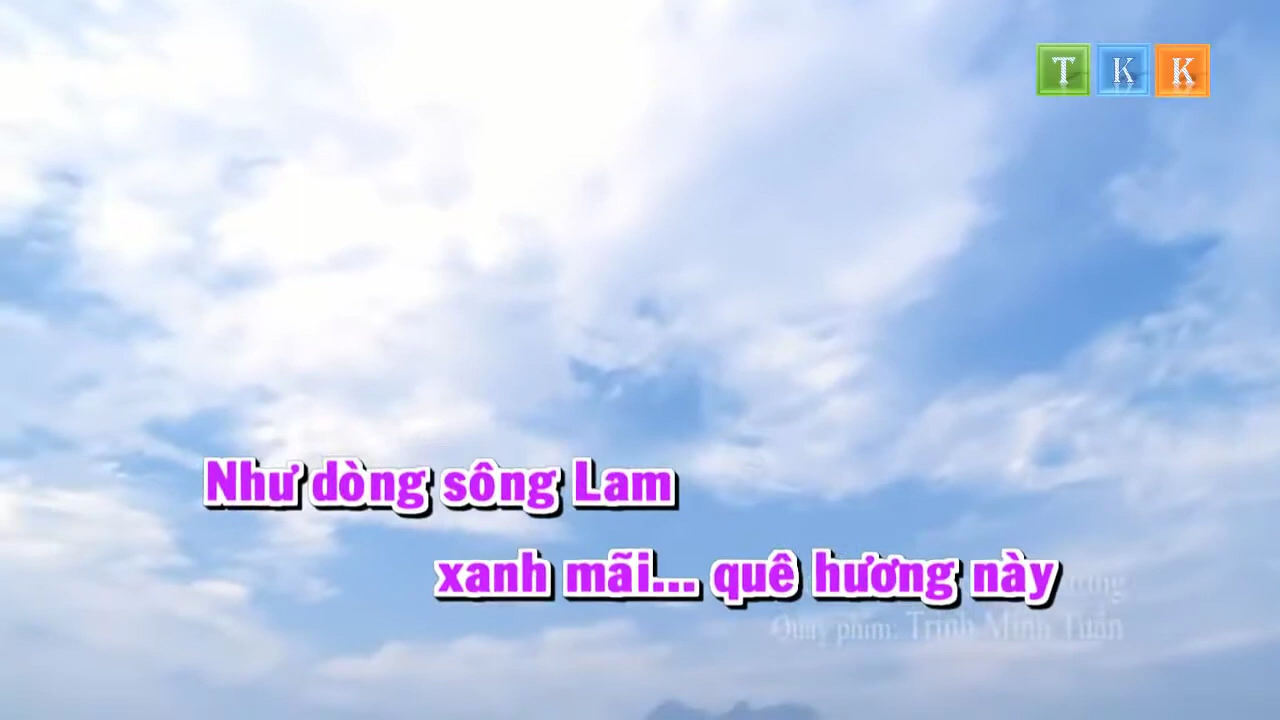 T K K
Như dòng sông Lam
xanh mãi... quê hương này
Quay phim: Trịnh Minh Tuấn